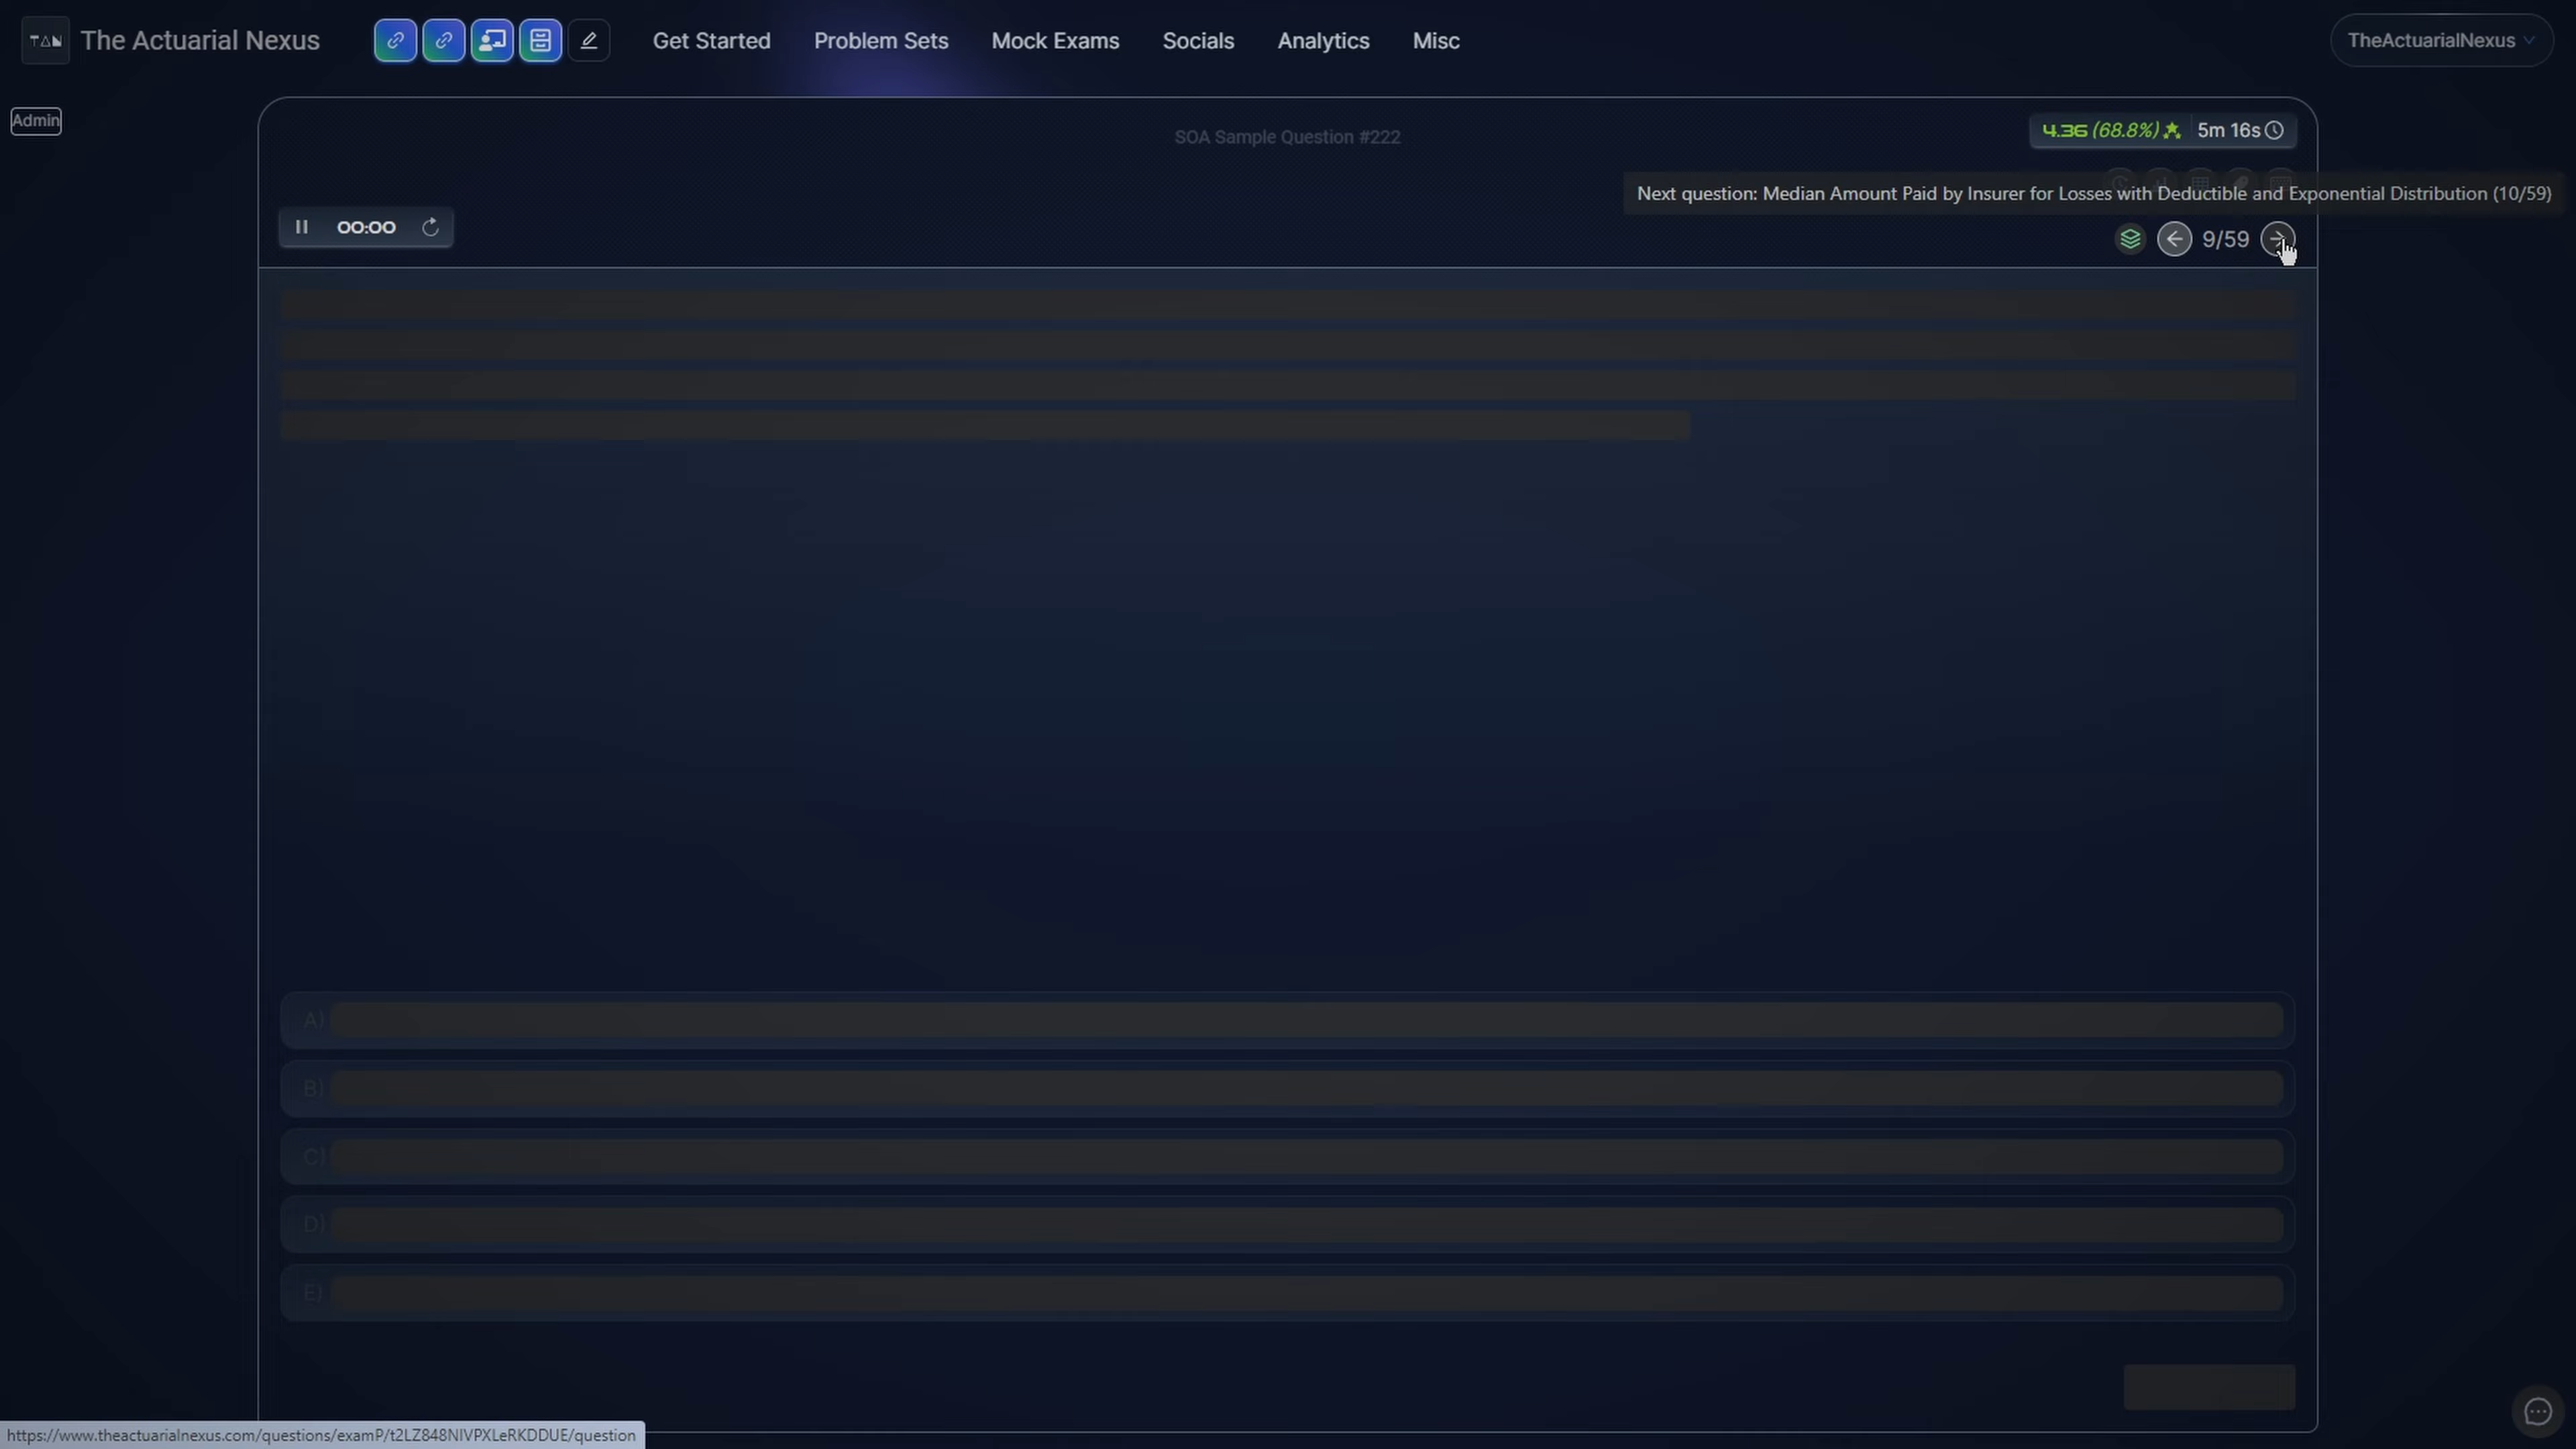 TAN The Actuarial Nexus
Get Started
Problem Sets
Mock Exams
Socials
Analytics
Misc
TheActuarialNexus
Admin
SOA Sample Question #222
4.36 (68.8%) 5m 16s
Next question: Median Amount Paid by Insurer for Losses with Deductible and Exponential Distribution (10/59)
00:00
9/59
A)
B)
C)
D)
E)
https://www.theactuarialnexus.com/questions/examP/t2LZ848NIVPXLeRKDDUE/question